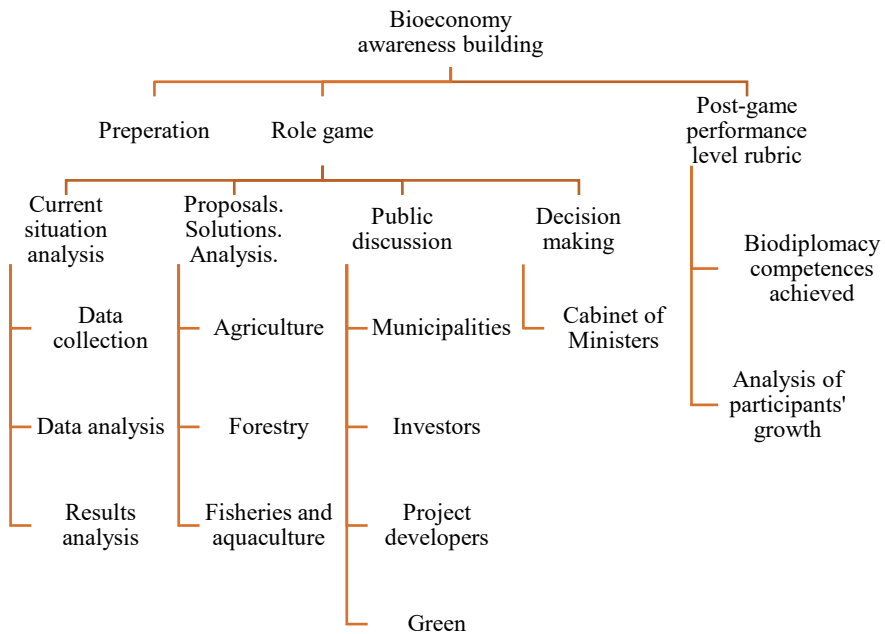 Bioeconomy
awareness building
Preperation
Role game
Post-game
performance
level rubric
Current
situation
analysis
Proposals.
Solutions.
Analysis.
Public
discussion
Decision
making
Data
collection
Data analysis
Results
analysis
Agriculture
Forestry
Fisheries and
aquaculture
Municipalities
Investors
Project
developers
Green
Cabinet of
Ministers
Biodiplomacy
competences
achieved
Analysis of
participants'
growth